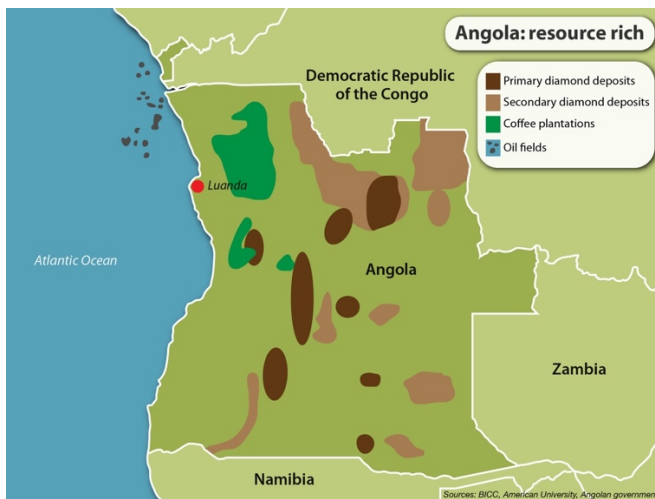 Angola: resource rich
Primary diamond deposits
Secondary diamond deposits
Coffee plantations
Oil fields
Democratic Republic
of the Congo
Luanda
Atlantic Ocean
Angola
Zambia
Namibia
Sources: BICC, American University, Angolan government